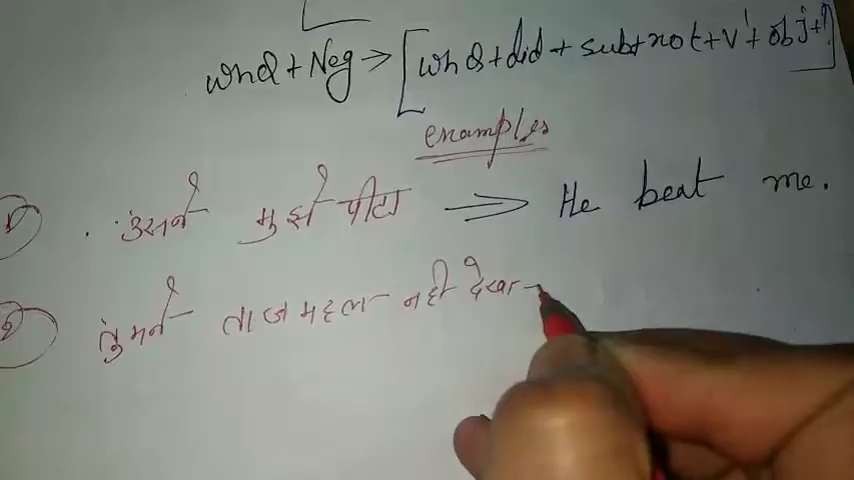 whQ + Neg → [whQ + did + sub + not + V¹ + obj + ?]
examples
① उसने मुझे पीटा ⇒ He beat me.
② तुमने ताजमहल नहीं देखा